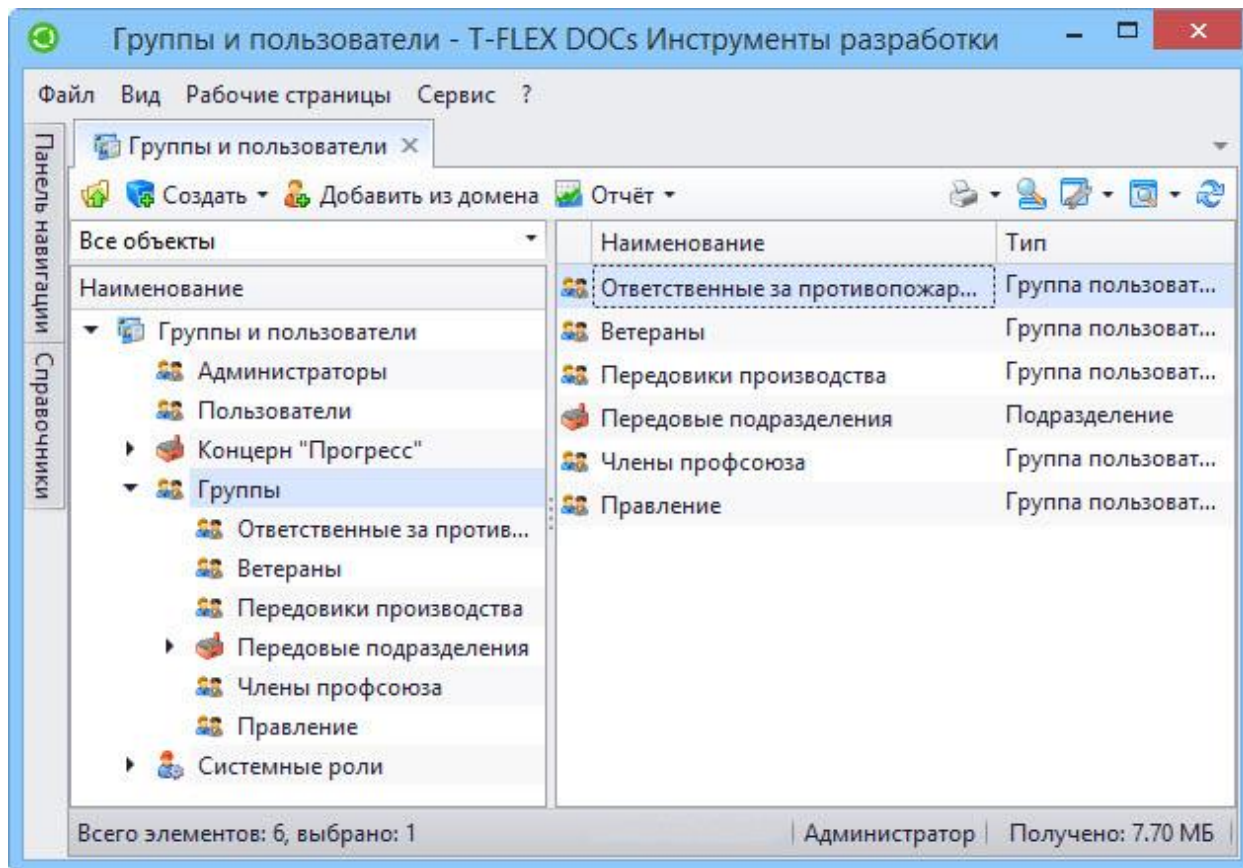 Группы и пользователи - T-FLEX DOCs Инструменты разработки
Файл Вид Рабочие страницы Сервис ?
Панель навигации
Справочники
Группы и пользователи
Создать Добавить из домена Отчёт
Все объекты
Наименование
Группы и пользователи
Администраторы
Пользователи
Концерн "Прогресс"
Группы
Ответственные за против...
Ветераны
Передовики производства
Передовые подразделения
Члены профсоюза
Правление
Системные роли
Наименование Тип
Ответственные за противопожар... Группа пользоват...
Ветераны Группа пользоват...
Передовики производства Группа пользоват...
Передовые подразделения Подразделение
Члены профсоюза Группа пользоват...
Правление Группа пользоват...
Всего элементов: 6, выбрано: 1 Администратор Получено: 7.70 МБ